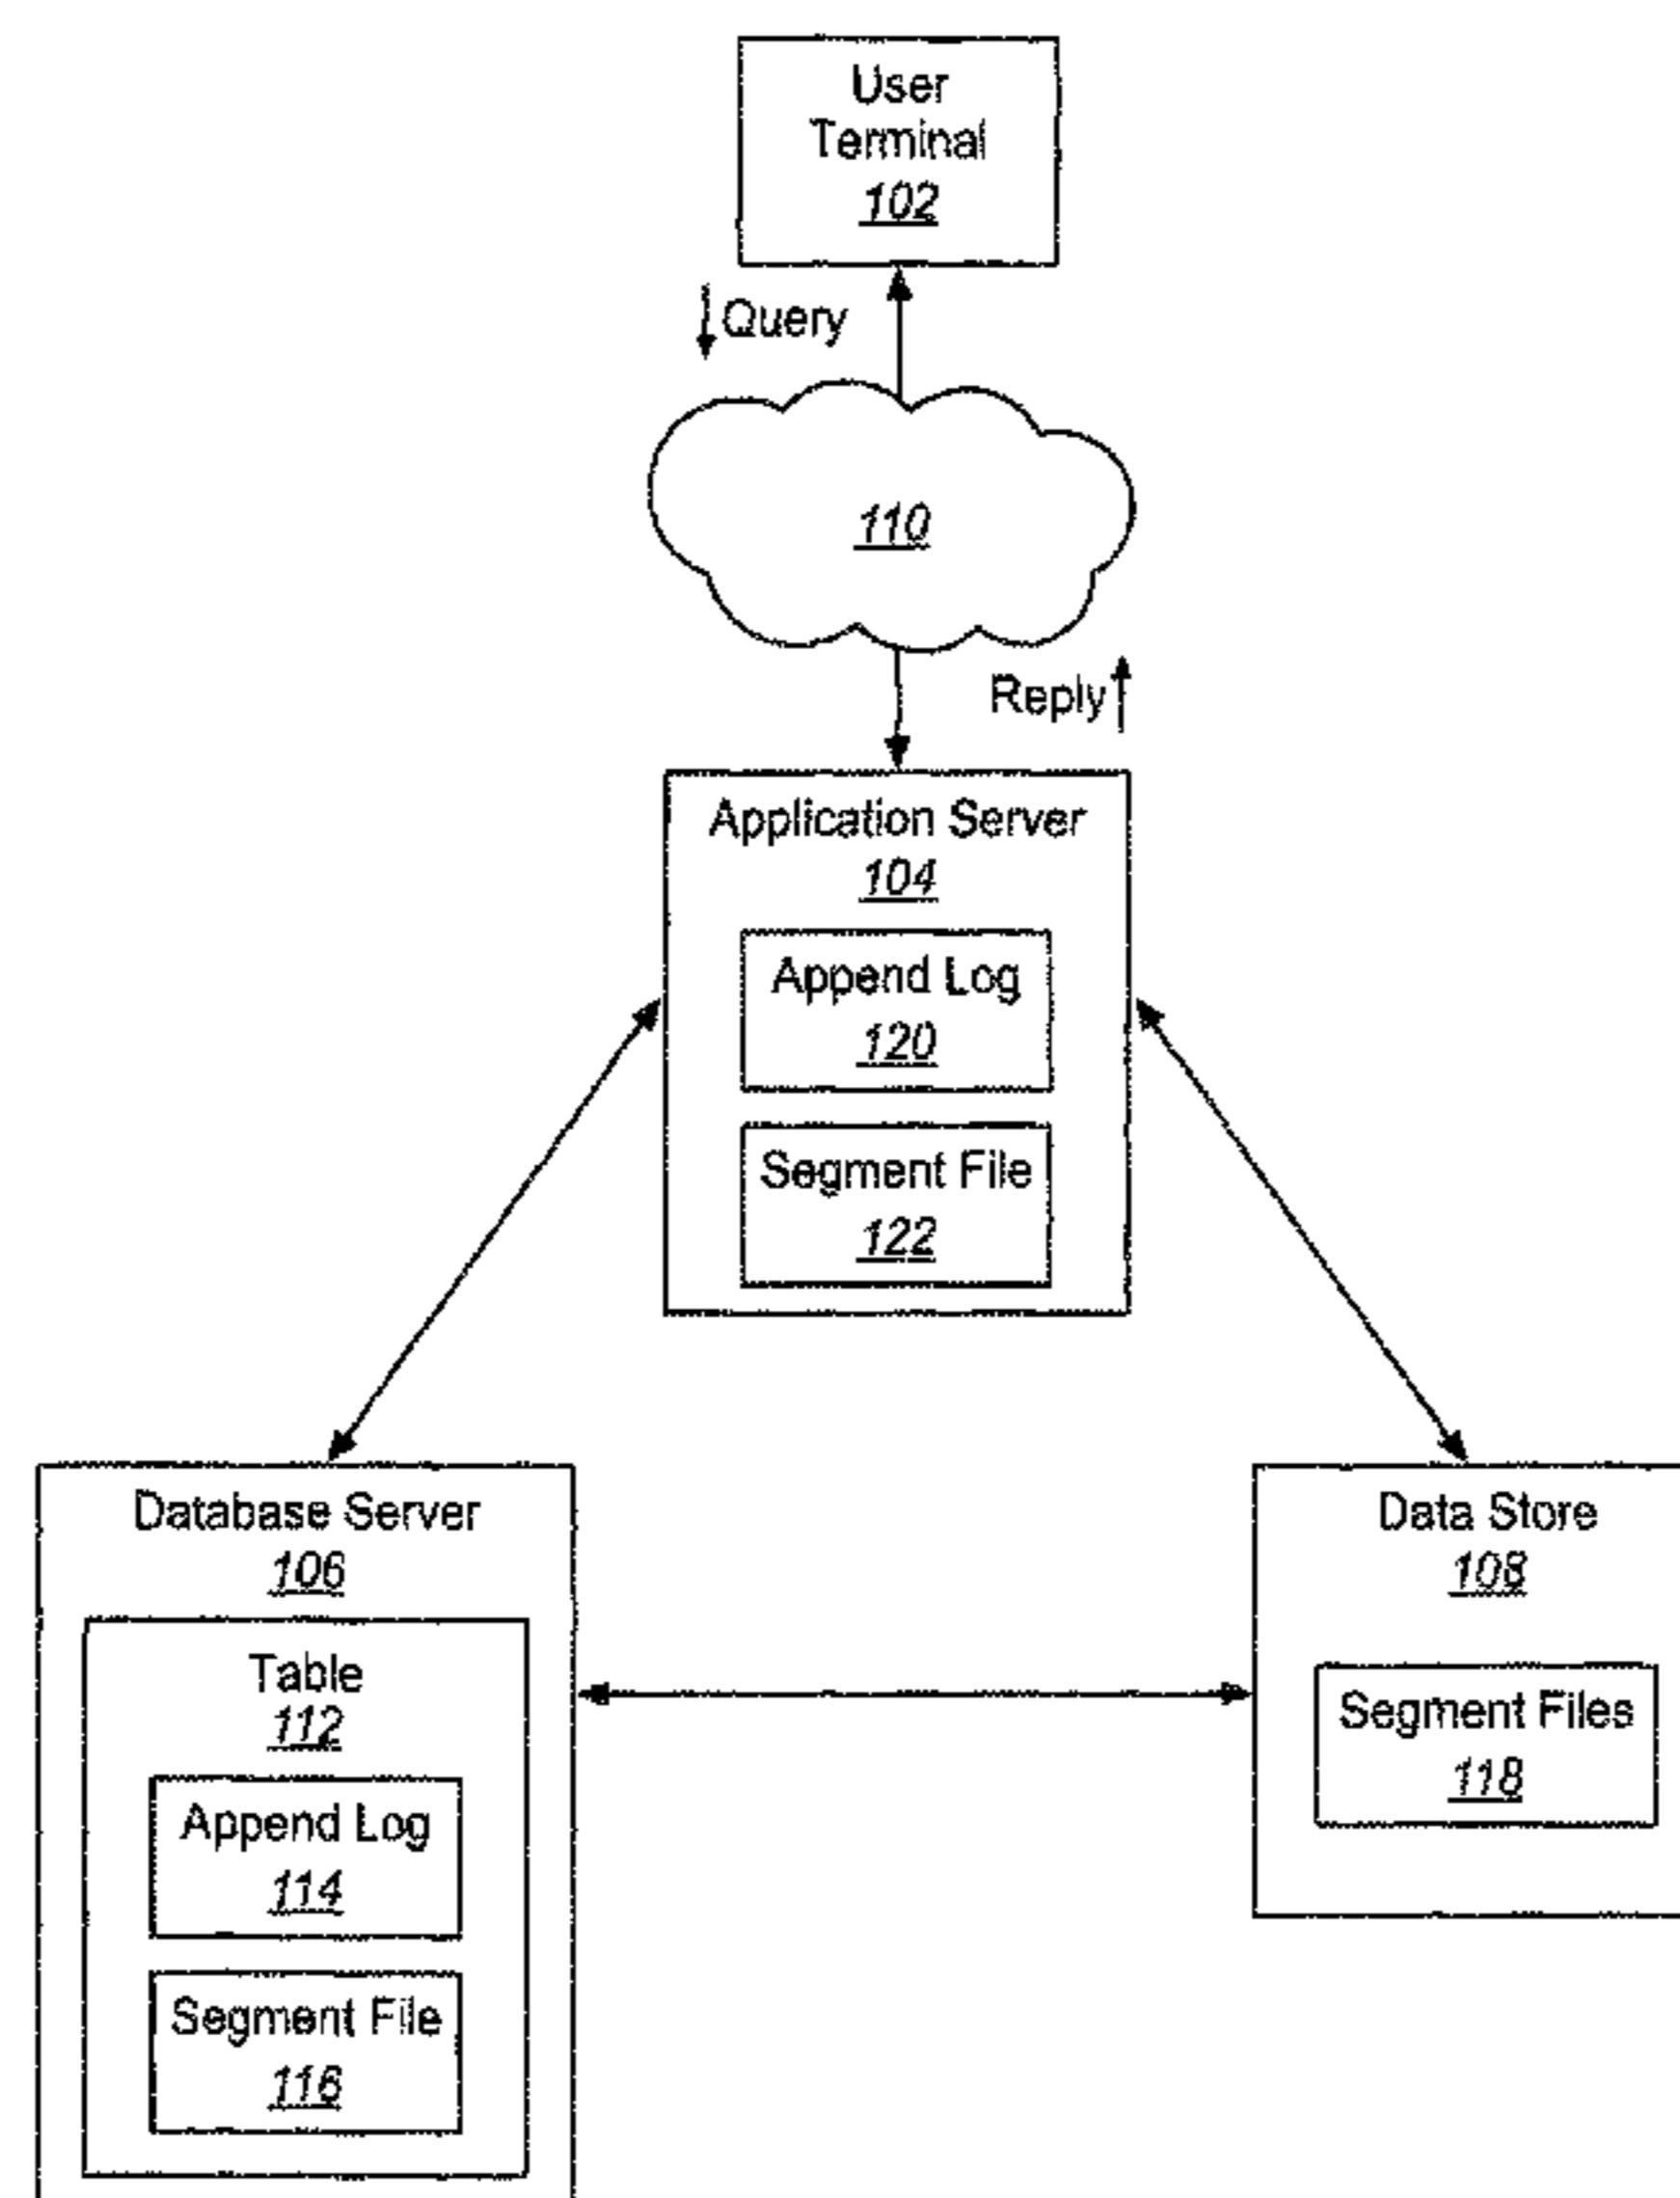 User
Terminal
102
Query
110
Reply
Application Server
104
Append Log
120
Segment File
122
Database Server
106
Table
112
Append Log
114
Segment File
116
Data Store
108
Segment Files
118